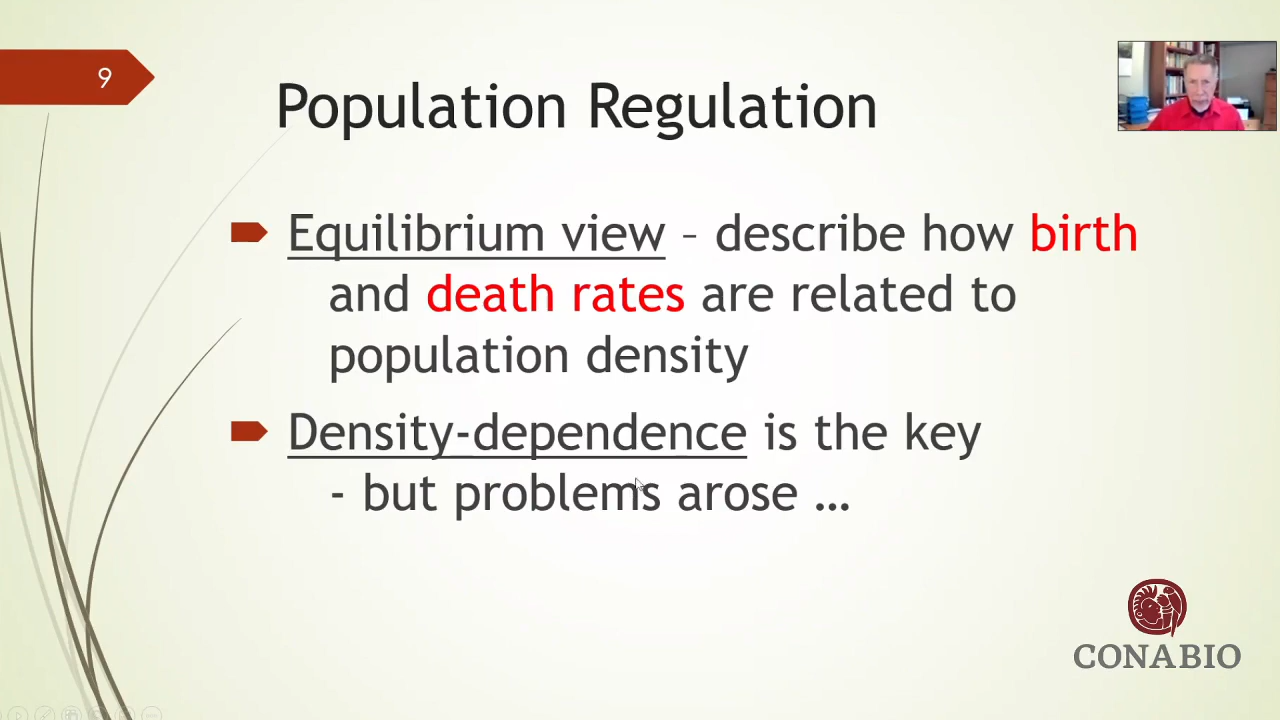 9
Population Regulation
Equilibrium view – describe how birth
and death rates are related to
population density
Density-dependence is the key
- but problems arose ...
CONABIO